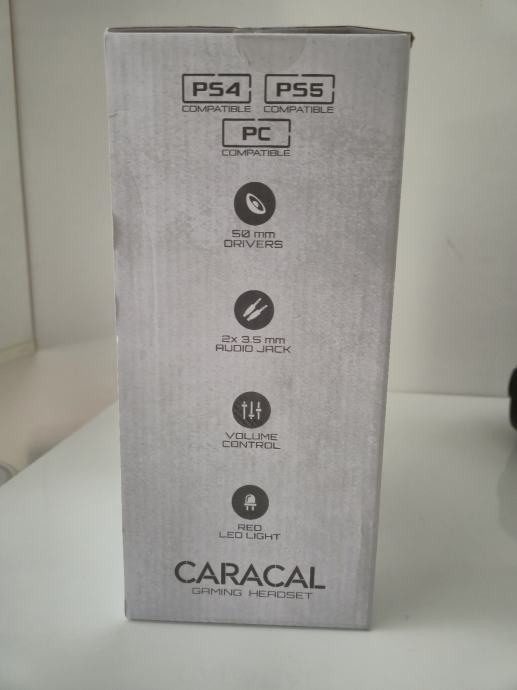 PS4 PS5
COMPATIBLE COMPATIBLE
PC
COMPATIBLE
50 mm
DRIVERS
2x 3.5 mm
AUDIO JACK
VOLUME
CONTROL
RED
LED LIGHT
CARACAL
GAMING HEADSET